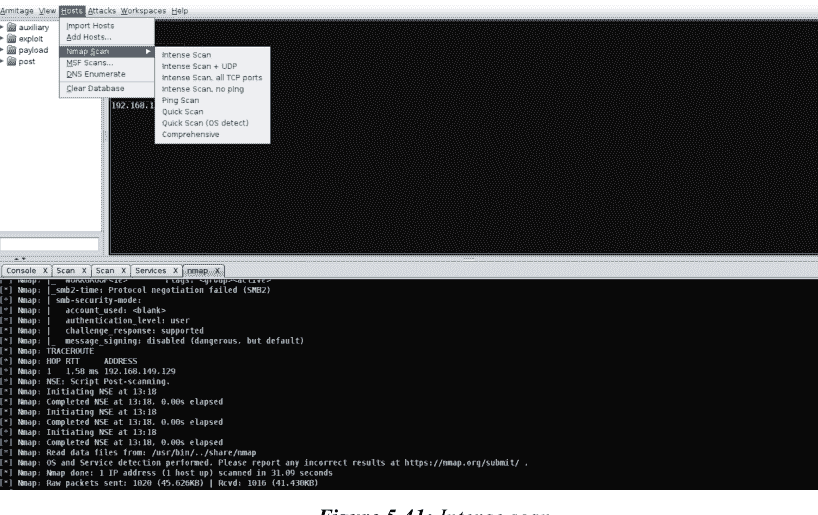 Armitage View Hosts Attacks Workspaces Help
auxiliary
exploit
payload
post
Import Hosts
Add Hosts...
Nmap Scan
MSF Scans...
DNS Enumerate
Clear Database
Intense Scan
Intense Scan + UDP
Intense Scan, all TCP ports
Intense Scan, no ping
Ping Scan
Quick Scan
Quick Scan (OS detect)
Comprehensive
192.168.1
Console X Scan X Scan X Services X nmap X
[*] Nmap: |_smb2-time: Protocol negotiation failed (SMB2)
[*] Nmap: | smb-security-mode:
[*] Nmap: |   account_used: <blank>
[*] Nmap: |   authentication_level: user
[*] Nmap: |   challenge_response: supported
[*] Nmap: |_  message_signing: disabled (dangerous, but default)
[*] Nmap: TRACEROUTE
[*] Nmap: HOP RTT     ADDRESS
[*] Nmap: 1   1.58 ms 192.168.149.129
[*] Nmap: NSE: Script Post-scanning.
[*] Nmap: Initiating NSE at 13:18
[*] Nmap: Completed NSE at 13:18, 0.00s elapsed
[*] Nmap: Initiating NSE at 13:18
[*] Nmap: Completed NSE at 13:18, 0.00s elapsed
[*] Nmap: Initiating NSE at 13:18
[*] Nmap: Completed NSE at 13:18, 0.00s elapsed
[*] Nmap: Read data files from: /usr/bin/../share/nmap
[*] Nmap: OS and Service detection performed. Please report any incorrect results at https://nmap.org/submit/ .
[*] Nmap: Nmap done: 1 IP address (1 host up) scanned in 31.09 seconds
[*] Nmap: Raw packets sent: 1020 (45.626KB) | Rcvd: 1016 (41.430KB)
Figure 5.41: Intense scan